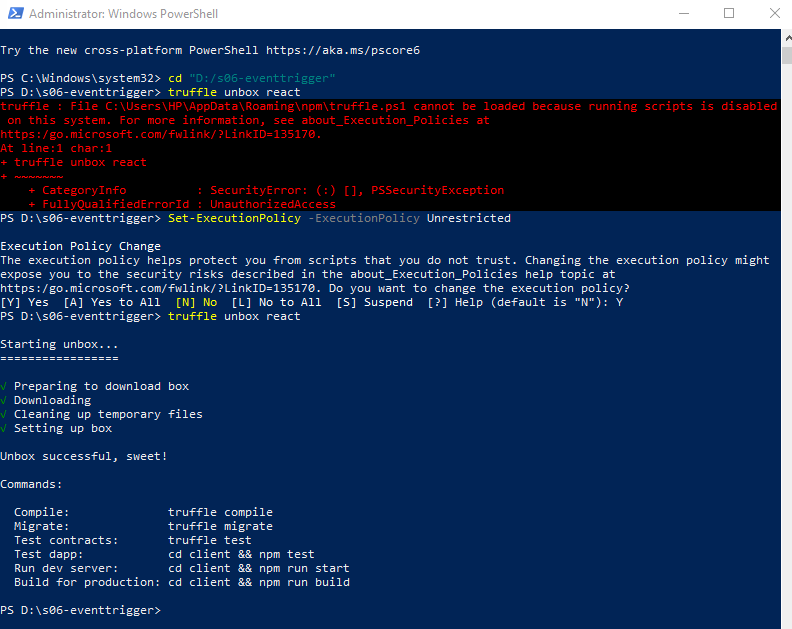 Administrator: Windows PowerShell
Try the new cross-platform PowerShell https://aka.ms/pscore6
PS C:\Windows\system32> cd "D:/s06-eventtrigger"
PS D:\s06-eventtrigger> truffle unbox react
truffle : File C:\Users\HP\AppData\Roaming\npm\truffle.ps1 cannot be loaded because running scripts is disabled
on this system. For more information, see about_Execution_Policies at
https:/go.microsoft.com/fwlink/?LinkID=135170.
At line:1 char:1
+ truffle unbox react
+ ~~~~~~~
+ CategoryInfo          : SecurityError: (:) [], PSSecurityException
+ FullyQualifiedErrorId : UnauthorizedAccess
PS D:\s06-eventtrigger> Set-ExecutionPolicy -ExecutionPolicy Unrestricted
Execution Policy Change
The execution policy helps protect you from scripts that you do not trust. Changing the execution policy might
expose you to the security risks described in the about_Execution_Policies help topic at
https:/go.microsoft.com/fwlink/?LinkID=135170. Do you want to change the execution policy?
[Y] Yes  [A] Yes to All  [N] No  [L] No to All  [S] Suspend  [?] Help (default is "N"): Y
PS D:\s06-eventtrigger> truffle unbox react
Starting unbox...
=================
√ Preparing to download box
√ Downloading
√ Cleaning up temporary files
√ Setting up box
Unbox successful, sweet!
Commands:
Compile:              truffle compile
Migrate:              truffle migrate
Test contracts:       truffle test
Test dapp:            cd client && npm test
Run dev server:       cd client && npm run start
Build for production: cd client && npm run build
PS D:\s06-eventtrigger>